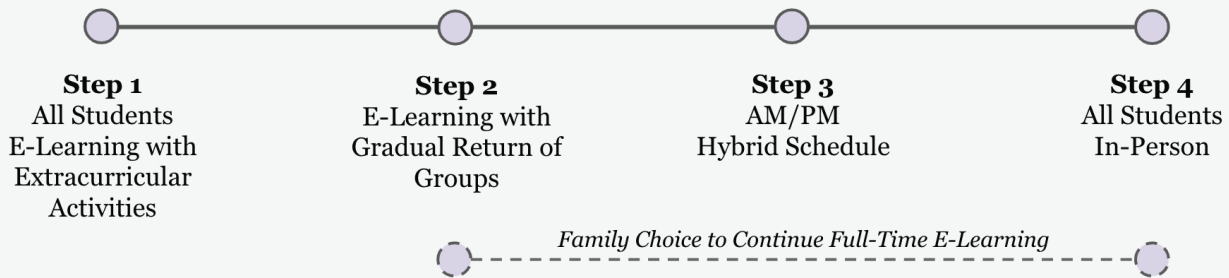 Step 1
All Students
E-Learning with
Extracurricular
Activities
Step 2
E-Learning with
Gradual Return of
Groups
Step 3
AM/PM
Hybrid Schedule
Step 4
All Students
In-Person
Family Choice to Continue Full-Time E-Learning